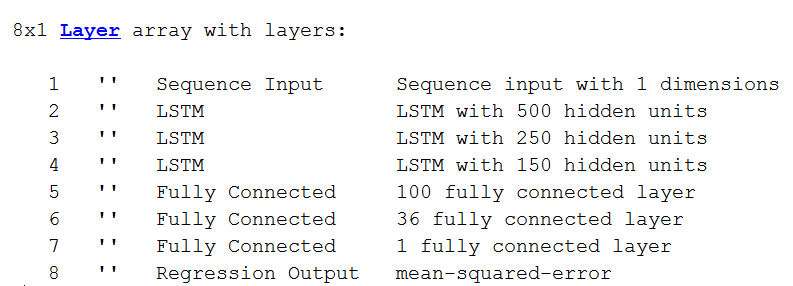 8x1 Layer array with layers:
1 '' Sequence Input Sequence input with 1 dimensions
2 '' LSTM LSTM with 500 hidden units
3 '' LSTM LSTM with 250 hidden units
4 '' LSTM LSTM with 150 hidden units
5 '' Fully Connected 100 fully connected layer
6 '' Fully Connected 36 fully connected layer
7 '' Fully Connected 1 fully connected layer
8 '' Regression Output mean-squared-error